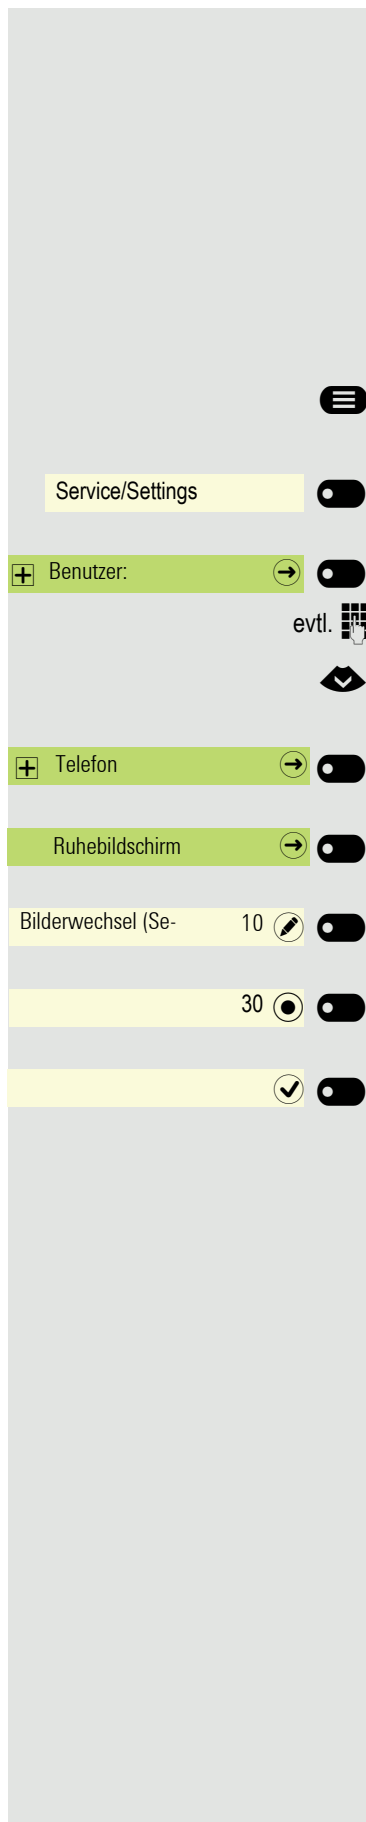 Service/Settings
Benutzer:
evtl.
Telefon
Ruhebildschirm
Bilderwechsel (Se- 10
30